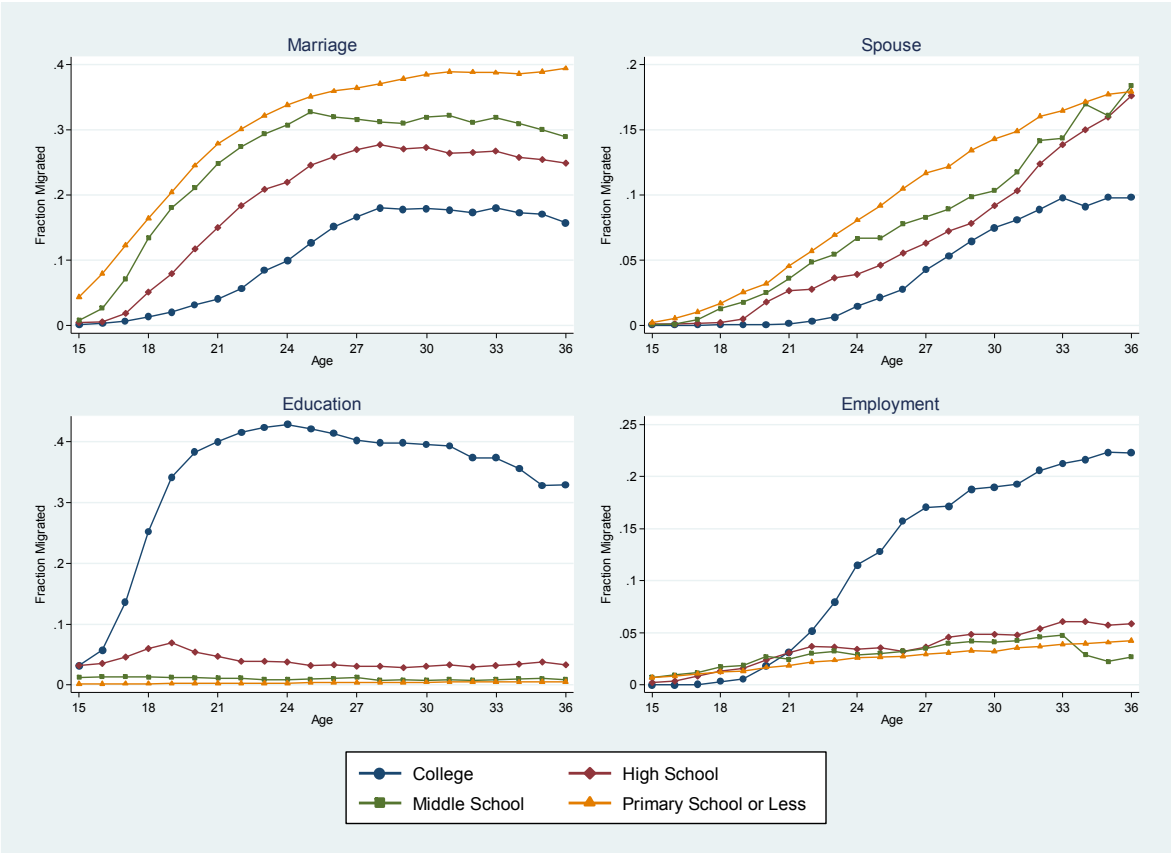 Marriage
Fraction Migrated
.4
.3
.2
.1
0
15 18 21 24 27 30 33 36
Age
Spouse
Fraction Migrated
.2
.15
.1
.05
0
15 18 21 24 27 30 33 36
Age
Education
Fraction Migrated
.4
.3
.2
.1
0
15 18 21 24 27 30 33 36
Age
Employment
Fraction Migrated
.25
.2
.15
.1
.05
0
15 18 21 24 27 30 33 36
Age
College High School
Middle School Primary School or Less